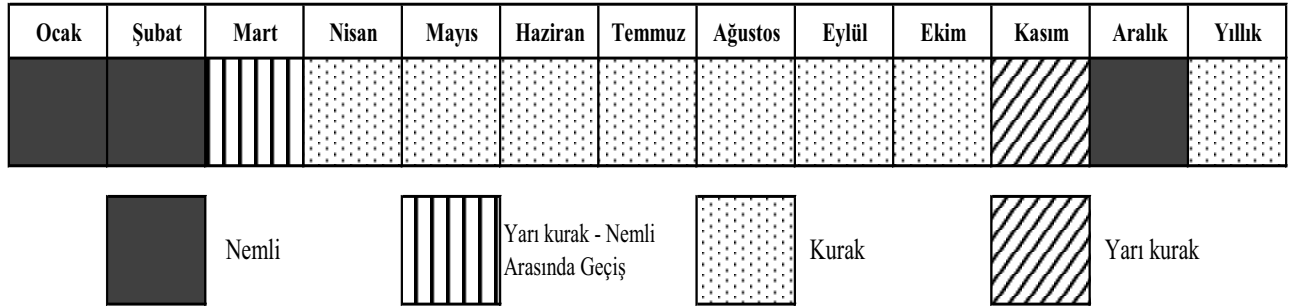 Ocak Şubat Mart Nisan Mayıs Haziran Temmuz Ağustos Eylül Ekim Kasım Aralık Yıllık
Nemli
Yarı kurak - Nemli
Arasında Geçiş
Kurak
Yarı kurak